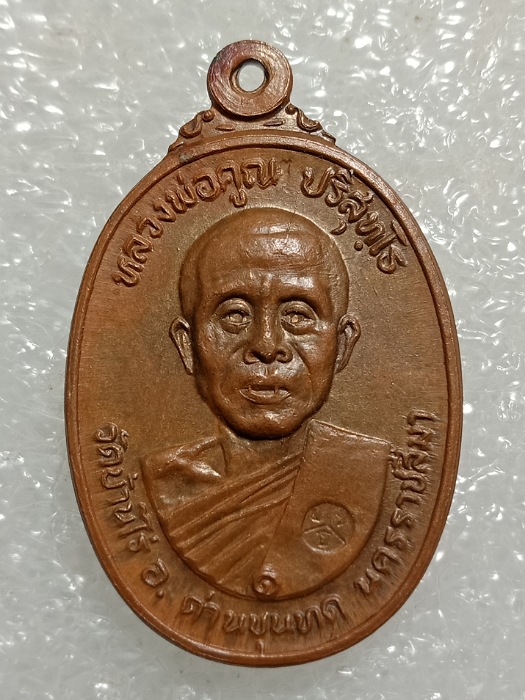 หลวงพ่อคูณ ปริสุทฺโธ
๑
วัดบ้านไร่ อ. ด่านขุนทด นครราชสีมา